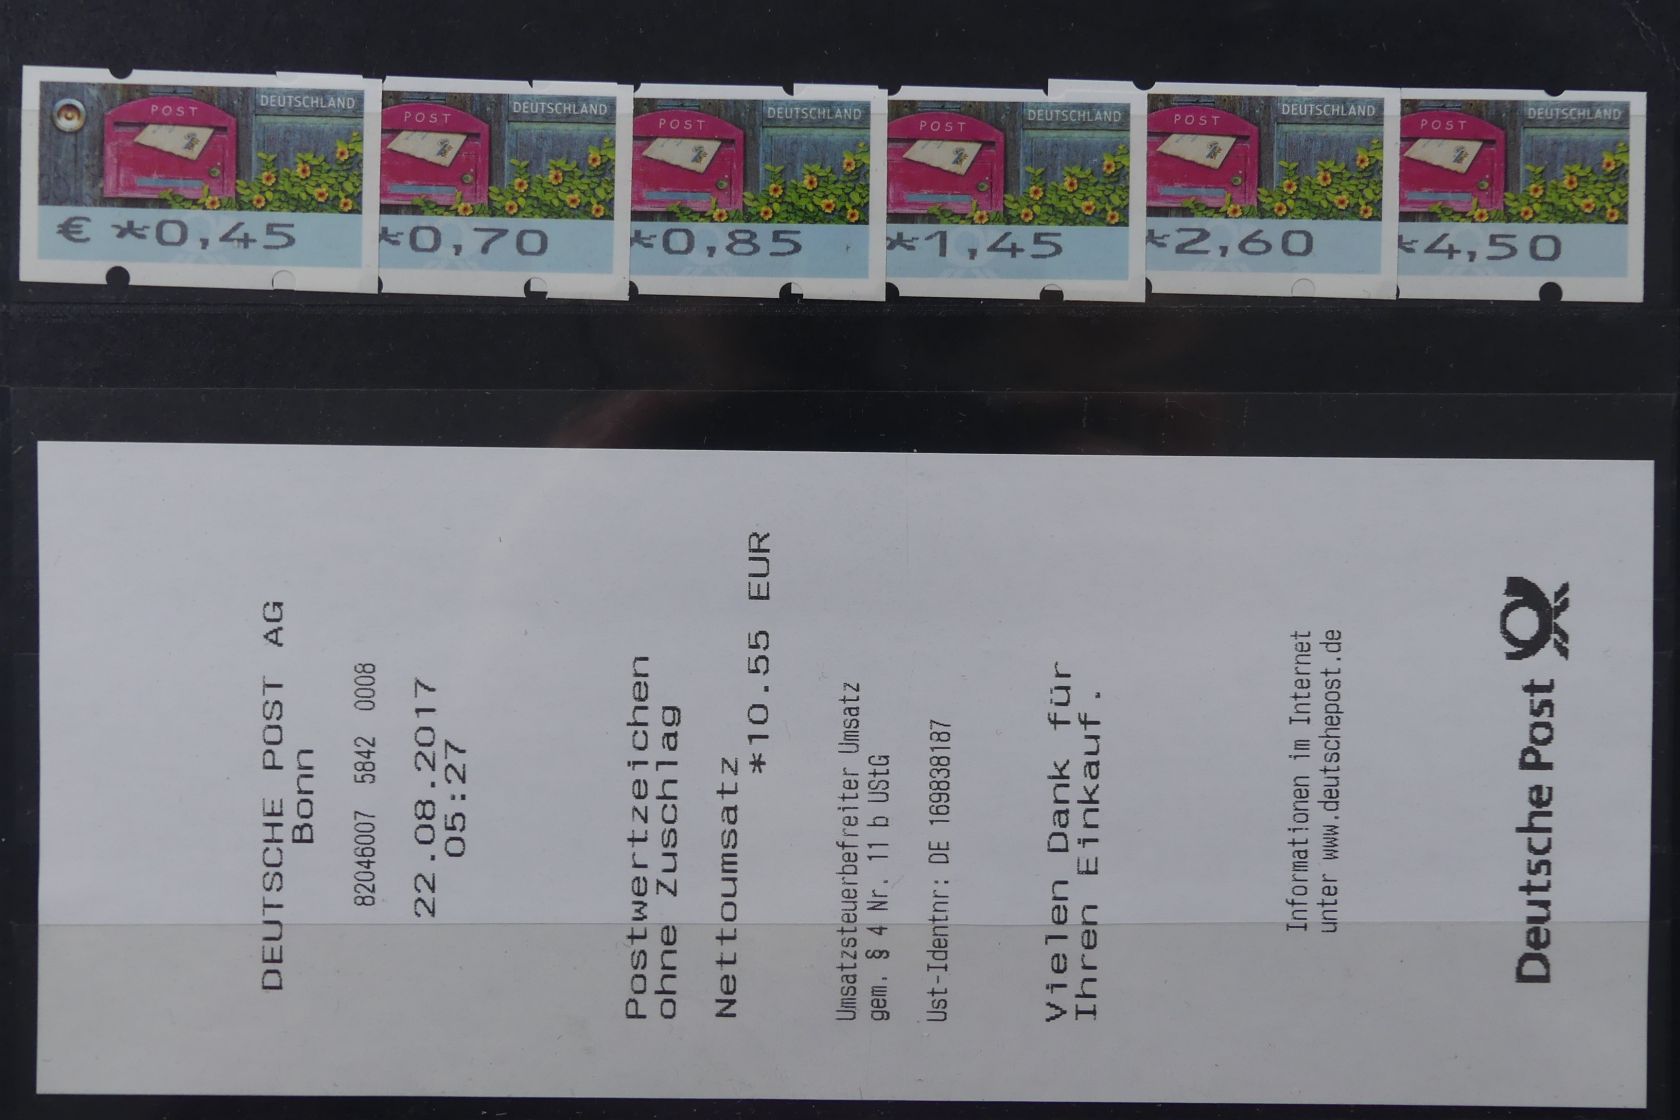 POST
DEUTSCHLAND
€ *0,45
POST
DEUTSCHLAND
*0,70
POST
DEUTSCHLAND
*0,85
POST
DEUTSCHLAND
*1,45
POST
DEUTSCHLAND
*2,60
POST
DEUTSCHLAND
*4,50
DEUTSCHE POST AG
Bonn
82046007 5842 0008
22.08.2017
05:27
Postwertzeichen
ohne Zuschlag
Nettoumsatz
*10.55 EUR
Umsatzsteuerbefreiter Umsatz
gem. § 4 Nr. 11 b UStG
Ust-Identnr: DE 169838187
Vielen Dank für
Ihren Einkauf.
Informationen im Internet
unter www.deutschepost.de
Deutsche Post